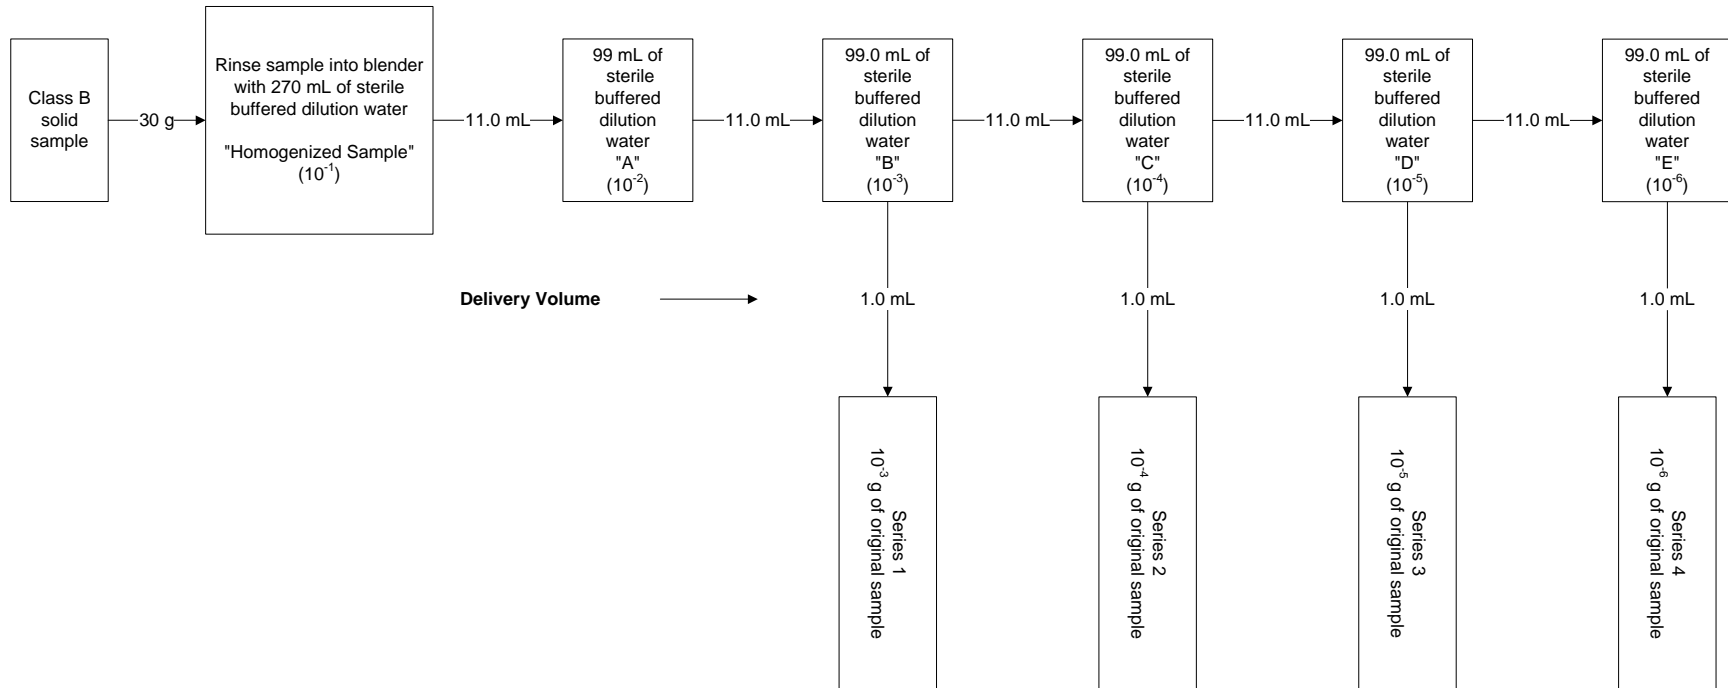 Class B
solid
sample
30 g
Rinse sample into blender
with 270 mL of sterile
buffered dilution water
"Homogenized Sample"
(10⁻¹)
11.0 mL
99 mL of
sterile
buffered
dilution
water
"A"
(10⁻²)
11.0 mL
99.0 mL of
sterile
buffered
dilution
water
"B"
(10⁻³)
11.0 mL
99.0 mL of
sterile
buffered
dilution
water
"C"
(10⁻⁴)
11.0 mL
99.0 mL of
sterile
buffered
dilution
water
"D"
(10⁻⁵)
11.0 mL
99.0 mL of
sterile
buffered
dilution
water
"E"
(10⁻⁶)
Delivery Volume
1.0 mL
1.0 mL
1.0 mL
1.0 mL
Series 1
10⁻³ g of original sample
Series 2
10⁻⁴ g of original sample
Series 3
10⁻⁵ g of original sample
Series 4
10⁻⁶ g of original sample